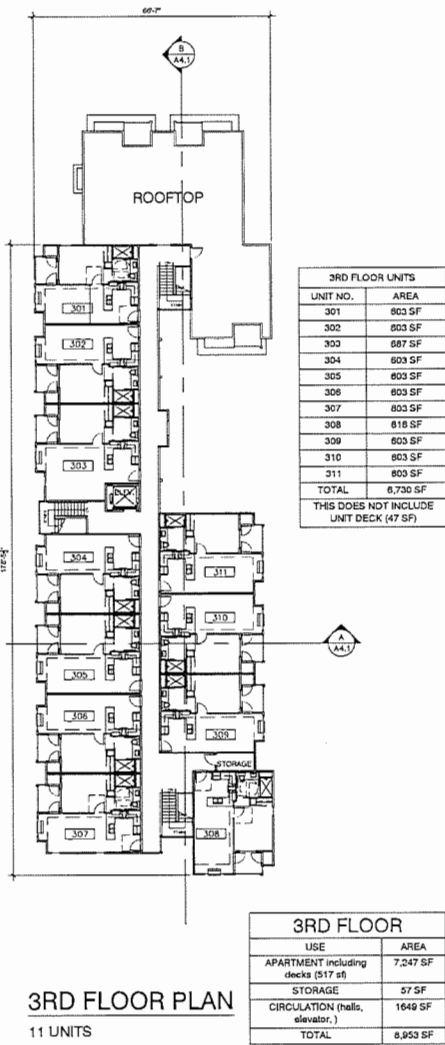 66'-7"
B
A4.1
ROOFTOP
301
302
303
ELEV.
304
305
306
307
311
310
309
STORAGE
308
A
A4.1
3RD FLOOR UNITS
UNIT NO. AREA
301 603 SF
302 603 SF
303 687 SF
304 603 SF
305 603 SF
306 603 SF
307 603 SF
308 616 SF
309 603 SF
310 603 SF
311 603 SF
TOTAL 6,730 SF
THIS DOES NOT INCLUDE
UNIT DECK (47 SF)
3RD FLOOR PLAN
11 UNITS
3RD FLOOR
USE AREA
APARTMENT including 7,247 SF
decks (517 sf)
STORAGE 57 SF
CIRCULATION (halls, 1649 SF
elevator, )
TOTAL 8,953 SF